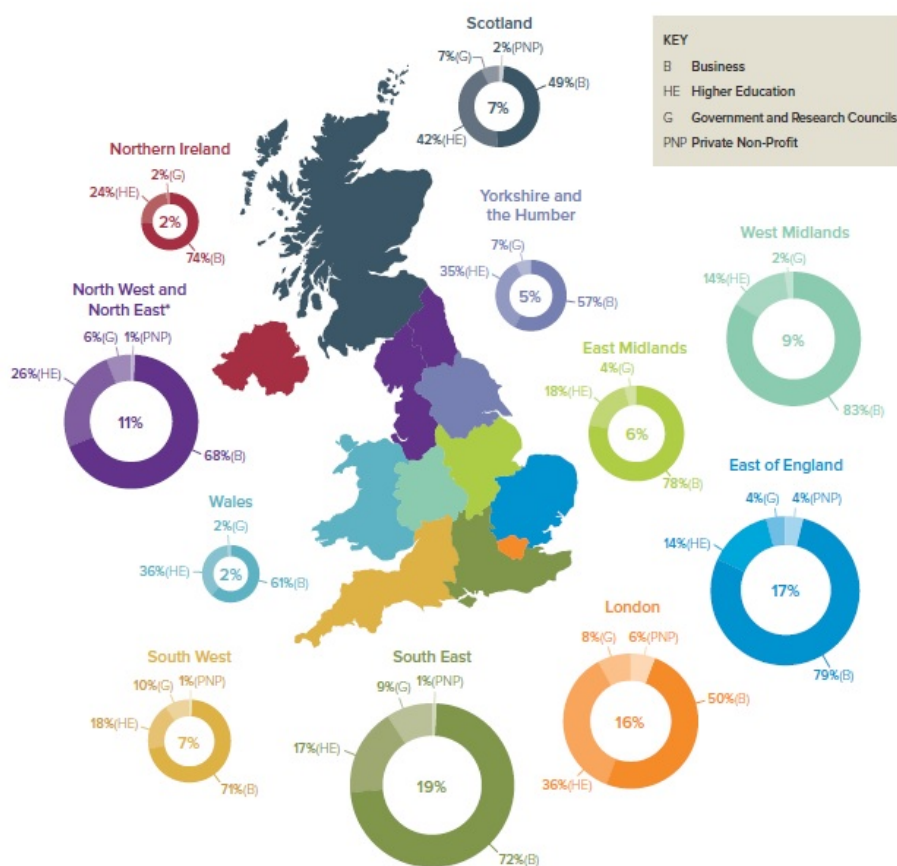 Scotland
2%(PNP)
7%(G)
49%(B)
7%
42%(HE)
KEY
B Business
HE Higher Education
G Government and Research Councils
PNP Private Non-Profit
Northern Ireland
2%(G)
24%(HE)
2%
74%(B)
Yorkshire and
the Humber
7%(G)
35%(HE)
5%
57%(B)
West Midlands
2%(G)
14%(HE)
9%
83%(B)
North West and
North East*
6%(G) 1%(PNP)
26%(HE)
11%
68%(B)
East Midlands
4%(G)
18%(HE)
6%
78%(B)
East of England
4%(G) 4%(PNP)
14%(HE)
17%
79%(B)
Wales
2%(G)
36%(HE)
2%
61%(B)
London
8%(G) 6%(PNP)
50%(B)
16%
36%(HE)
South West
10%(G) 1%(PNP)
18%(HE)
7%
71%(B)
South East
9%(G) 1%(PNP)
17%(HE)
19%
72%(B)